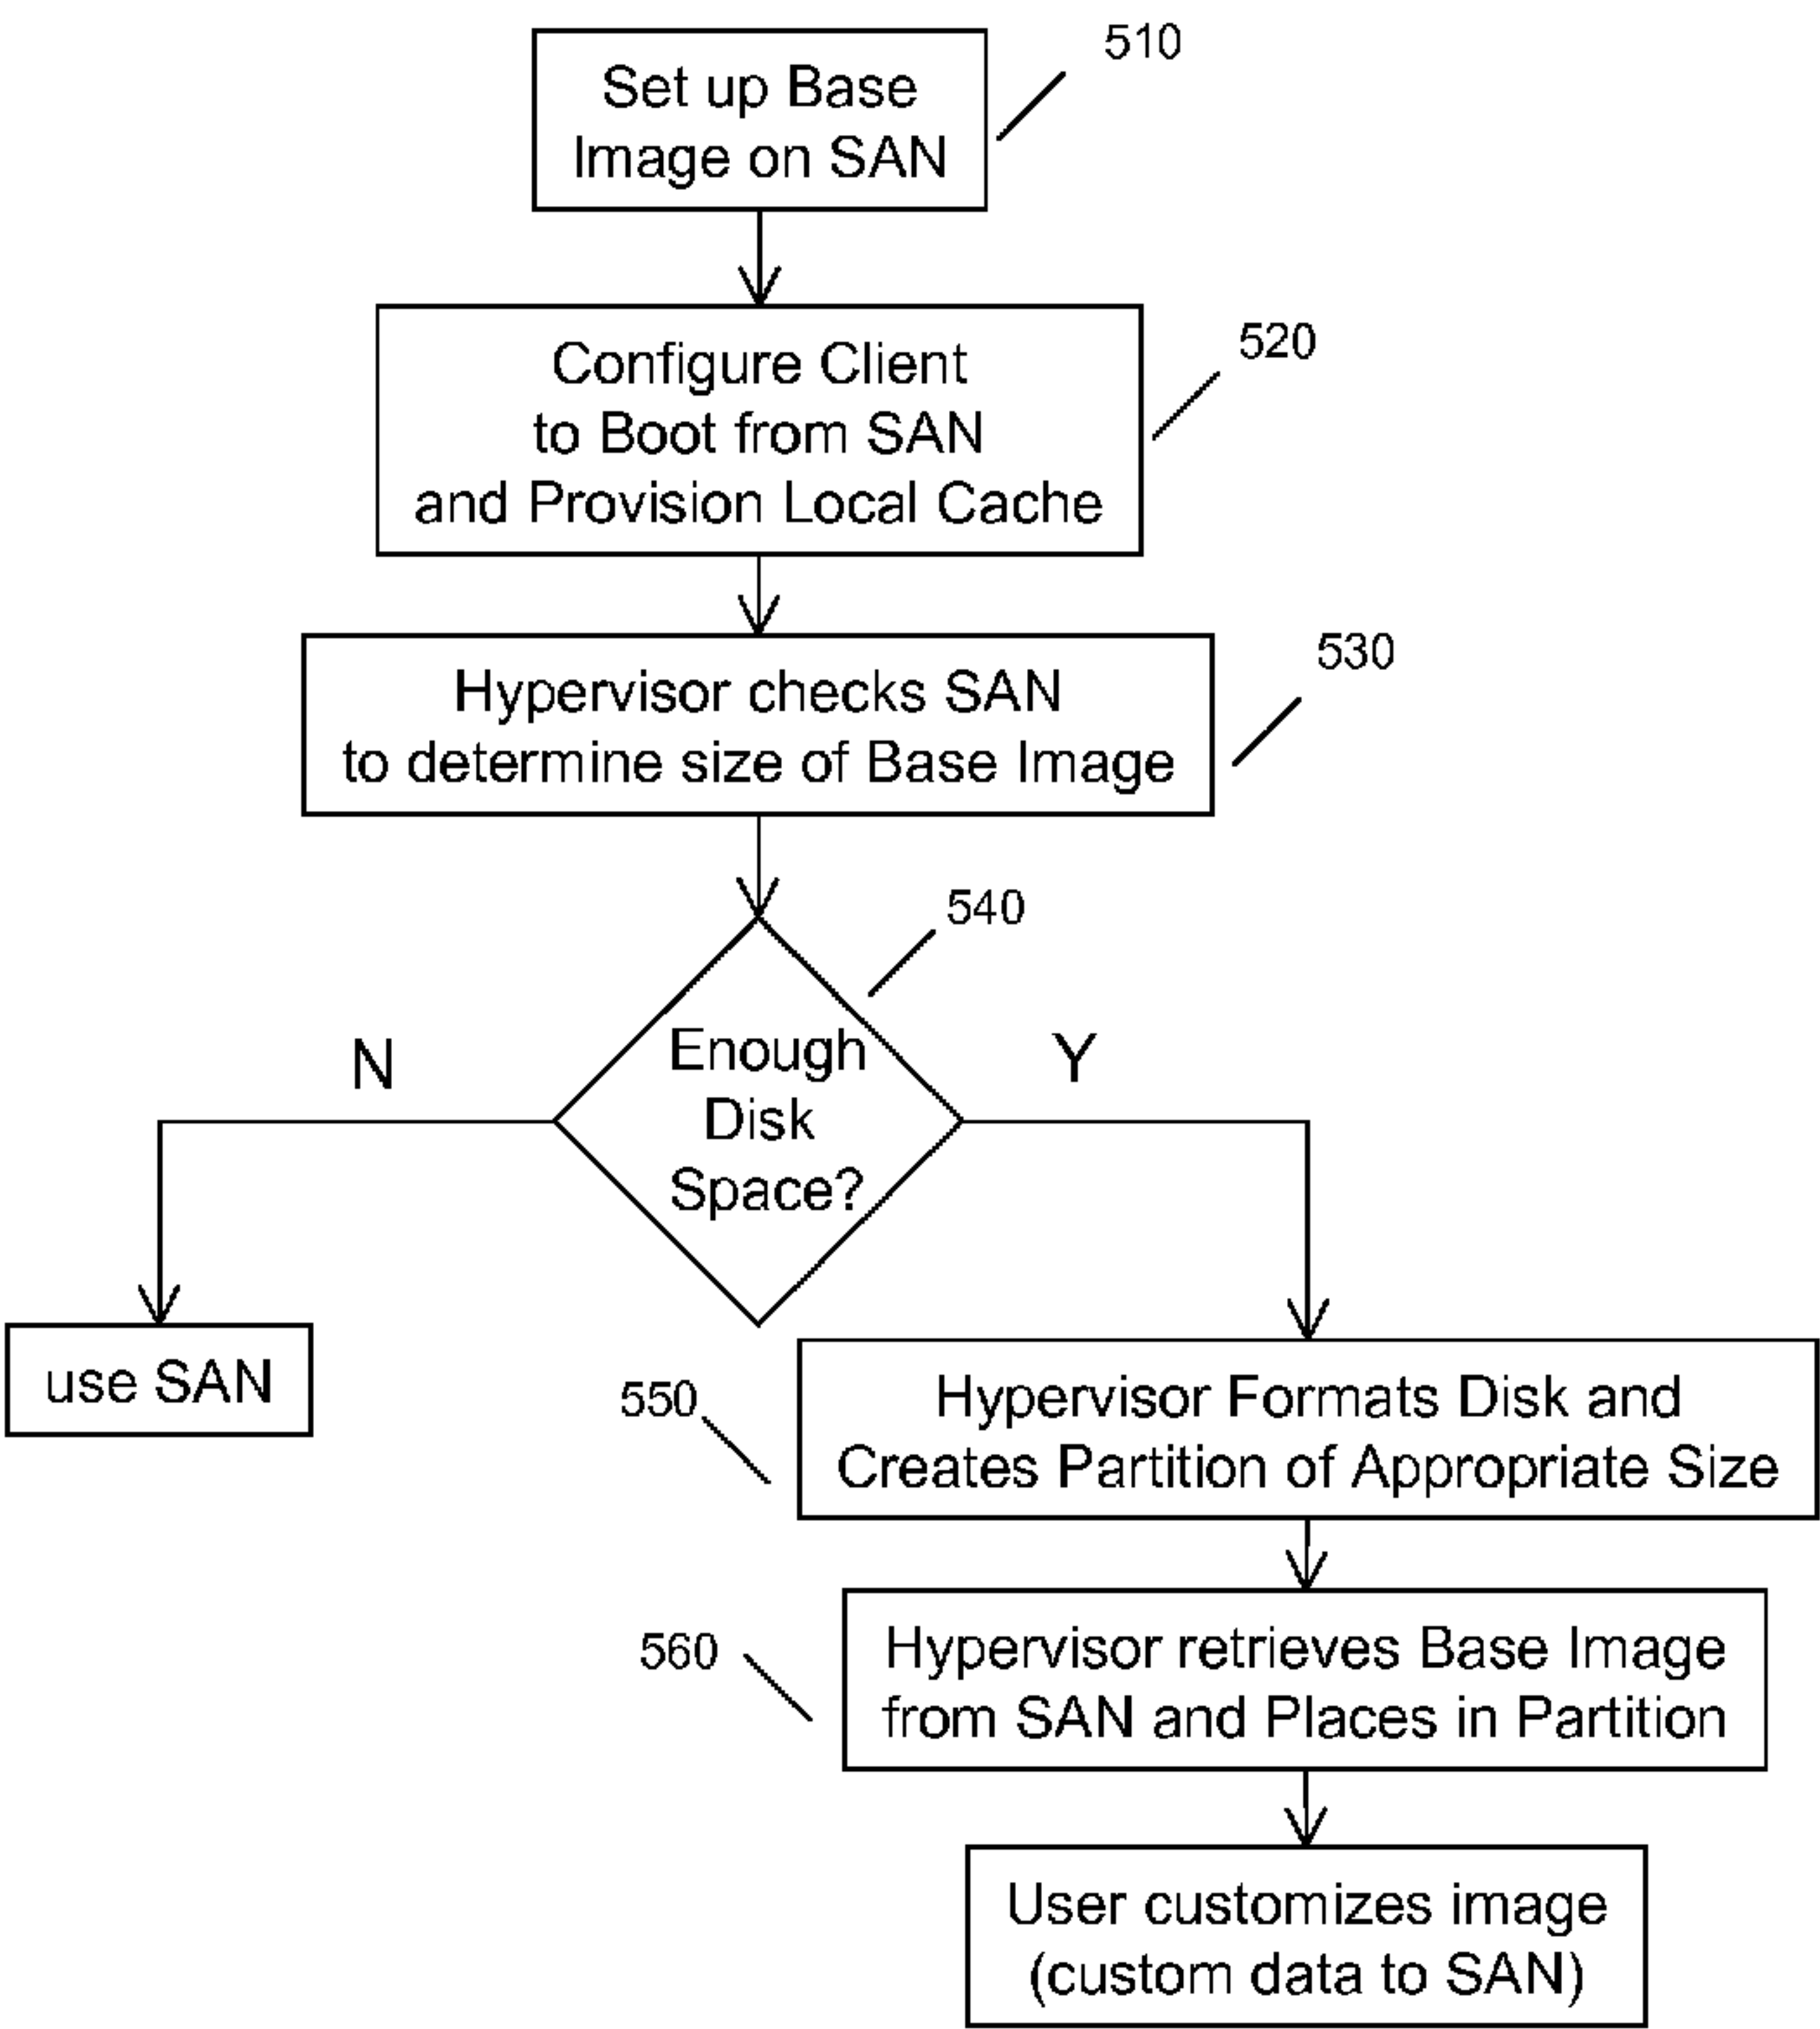 510
Set up Base
Image on SAN
520
Configure Client
to Boot from SAN
and Provision Local Cache
530
Hypervisor checks SAN
to determine size of Base Image
540
Enough
Disk
Space?
N
Y
use SAN
550
Hypervisor Formats Disk and
Creates Partition of Appropriate Size
560
Hypervisor retrieves Base Image
from SAN and Places in Partition
User customizes image
(custom data to SAN)